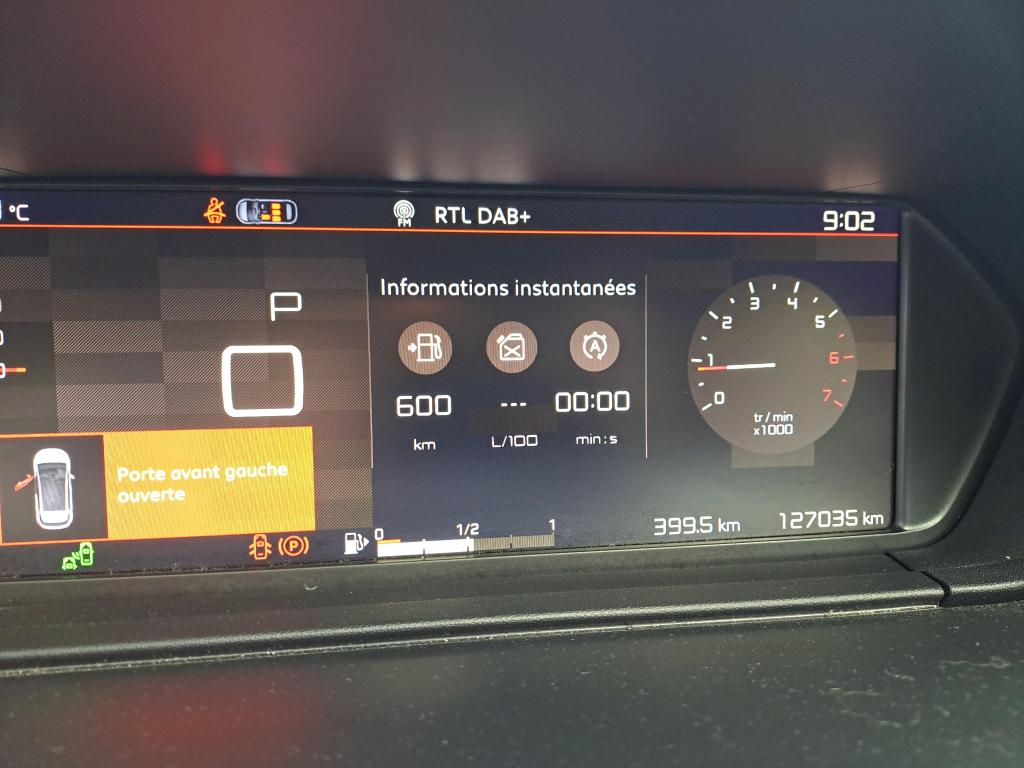 °C
FM
RTL DAB+
9:02
P
Informations instantanées
A
600
---
00:00
km
L/100
min:s
0
1
2
3
4
5
6
7
tr/min
x1000
Porte avant gauche
ouverte
P
0
1/2
1
399.5 km
127035 km